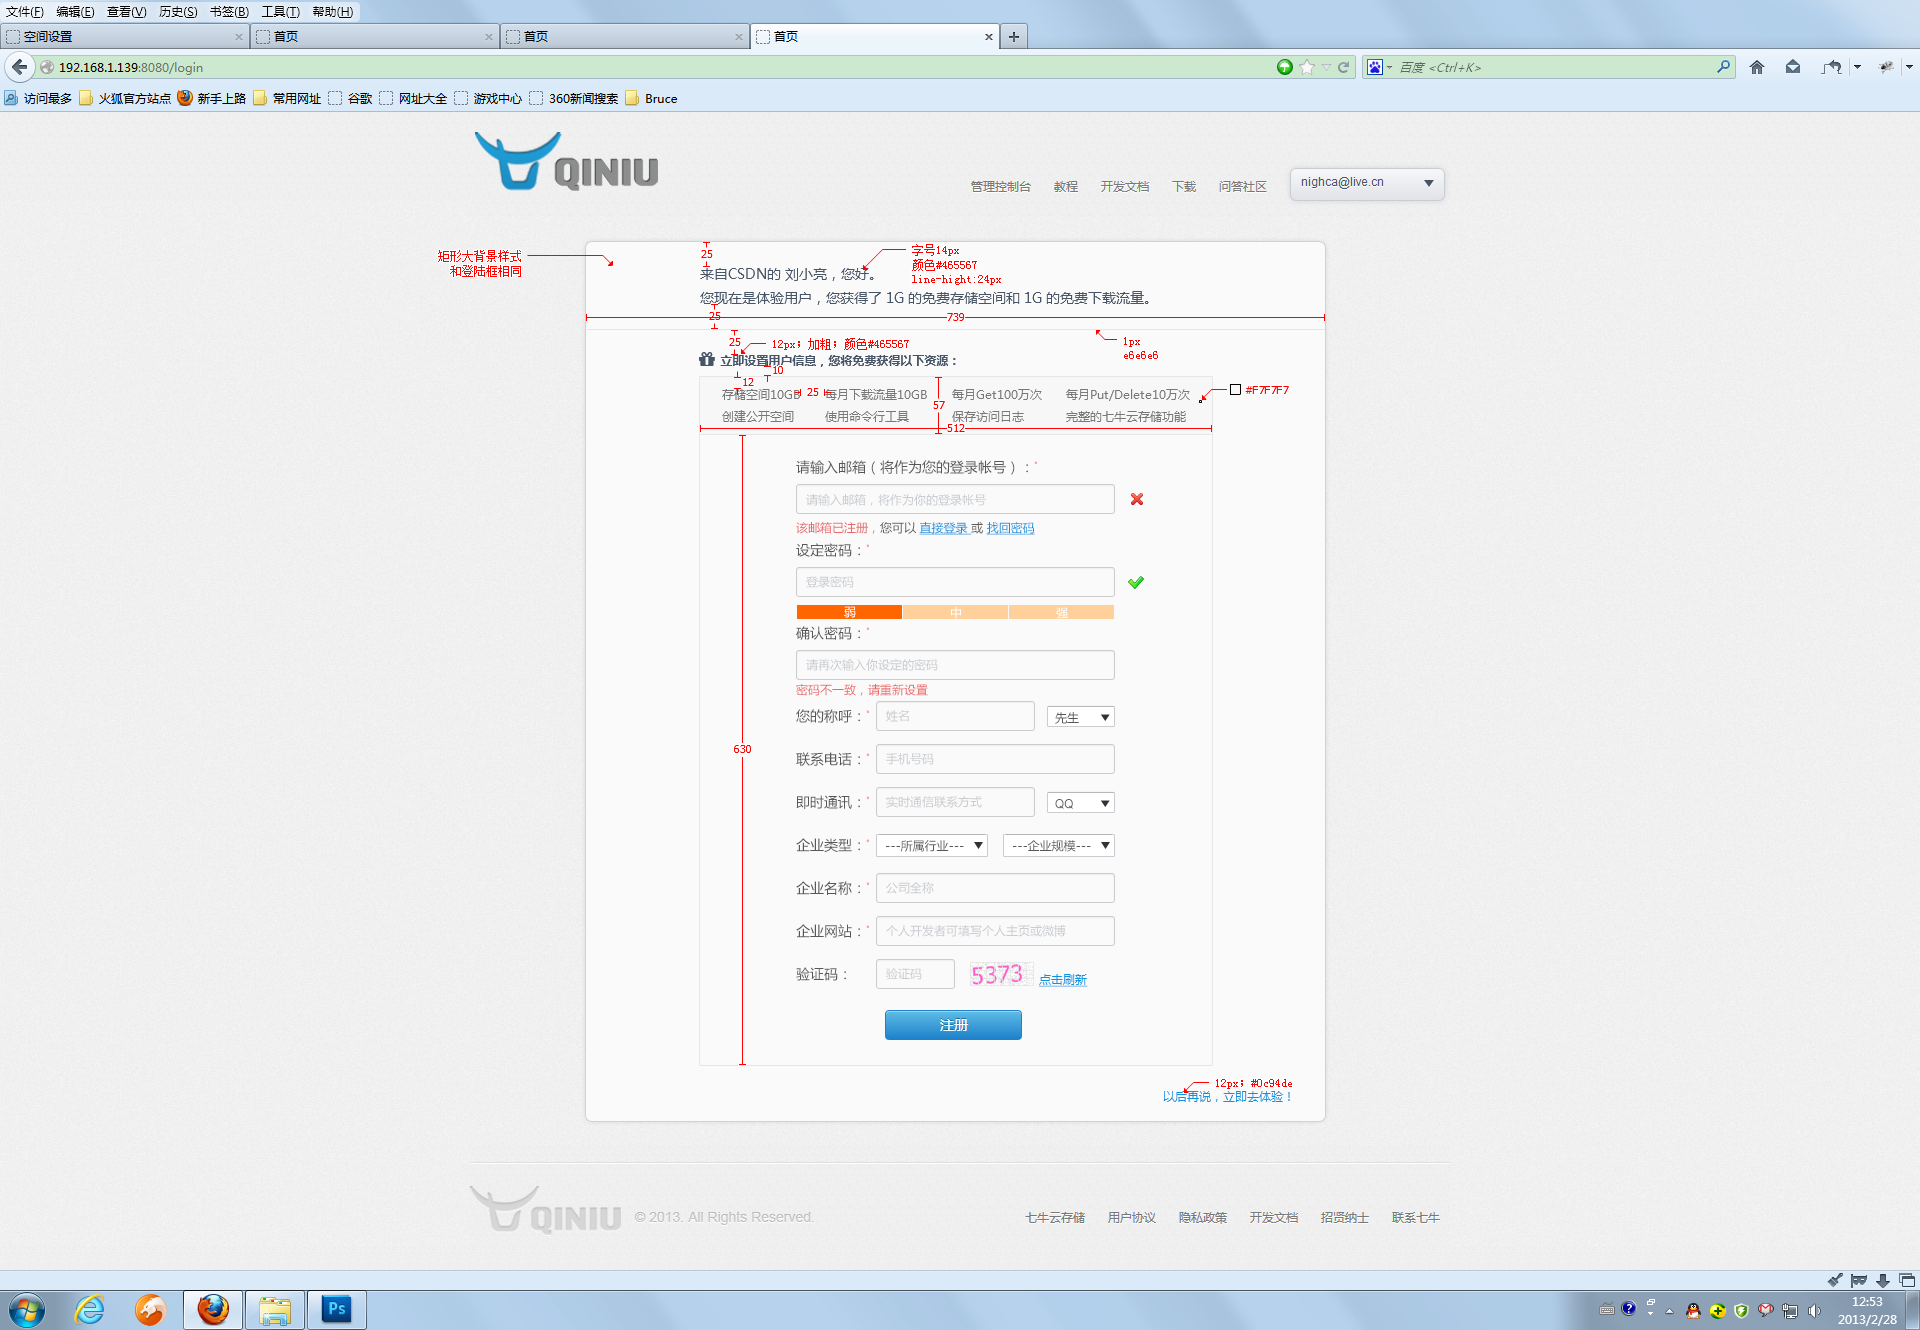 文件(F) 编辑(E) 查看(V) 历史(S) 书签(B) 工具(T) 帮助(H)
空间设置 首页 首页 首页
192.168.1.139:8080/login 百度 <Ctrl+K>
访问最多 火狐官方站点 新手上路 常用网址 谷歌 网址大全 游戏中心 360新闻搜索 Bruce
QINIU
管理控制台 教程 开发文档 下载 问答社区 nighca@live.cn
矩形大背景样式
和登陆框相同
25
字号14px
颜色#465567
line-hight:24px
来自CSDN的 刘小亮，您好。
您现在是体验用户，您获得了 1G 的免费存储空间和 1G 的免费下载流量。
25
739
25
12px；加粗；颜色#465567
1px
e6e6e6
立即设置用户信息，您将免费获得以下资源：
10
12
存储空间10GB 25 每月下载流量10GB 每月Get100万次 每月Put/Delete10万次 #F7F7F7
57
创建公开空间 使用命令行工具 保存访问日志 完整的七牛云存储功能
512
请输入邮箱（将作为您的登录帐号）：*
请输入邮箱，将作为你的登录帐号
该邮箱已注册，您可以 直接登录 或 找回密码
设定密码：*
登录密码
弱 中 强
确认密码：*
请再次输入你设定的密码
密码不一致，请重新设置
您的称呼：* 姓名 先生
630
联系电话：* 手机号码
即时通讯：* 实时通信联系方式 QQ
企业类型：* ---所属行业--- ---企业规模---
企业名称：* 公司全称
企业网站：* 个人开发者可填写个人主页或微博
验证码： 验证码 5373 点击刷新
注册
12px；#0c94de
以后再说，立即去体验！
QINIU © 2013. All Rights Reserved. 七牛云存储 用户协议 隐私政策 开发文档 招贤纳士 联系七牛
Ps
12:53
2013/2/28